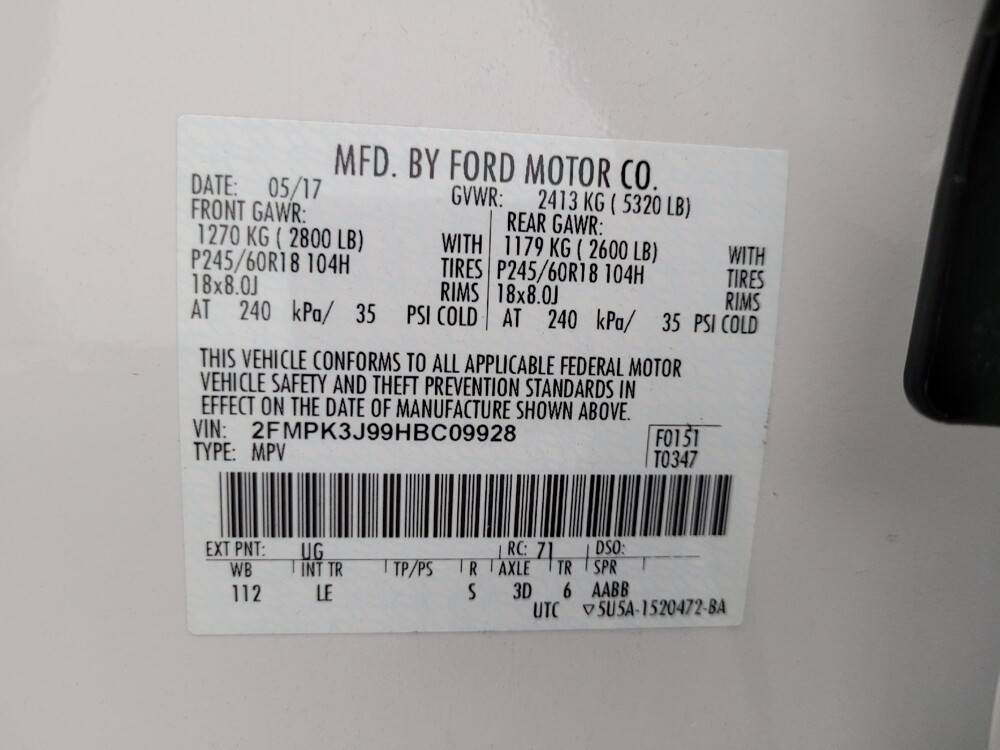 MFD. BY FORD MOTOR CO.
DATE: 05/17 GVWR: 2413 KG ( 5320 LB)
FRONT GAWR: REAR GAWR:
1270 KG ( 2800 LB) WITH 1179 KG ( 2600 LB) WITH
P245/60R18 104H TIRES P245/60R18 104H TIRES
18x8.0J RIMS 18x8.0J RIMS
AT 240 kPa/ 35 PSI COLD AT 240 kPa/ 35 PSI COLD
THIS VEHICLE CONFORMS TO ALL APPLICABLE FEDERAL MOTOR
VEHICLE SAFETY AND THEFT PREVENTION STANDARDS IN
EFFECT ON THE DATE OF MANUFACTURE SHOWN ABOVE.
VIN: 2FMPK3J99HBC09928 F0151
TYPE: MPV T0347
EXT PNT: UG RC: 71 DSO:
WB INT TR TP/PS R AXLE TR SPR
112 LE S 3D 6 AABB
UTC ▽5U5A-1520472-BA